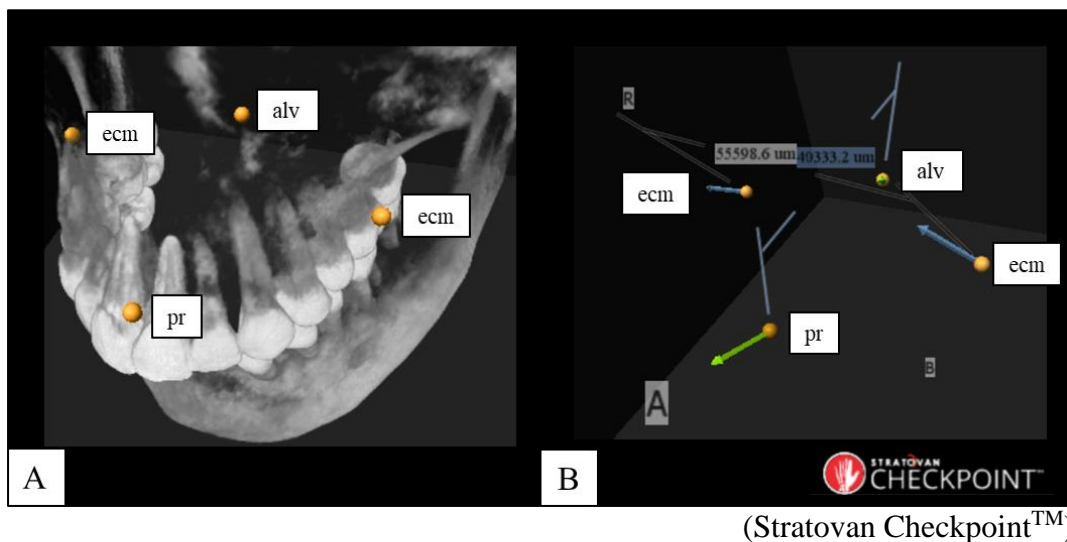 alv
ecm
ecm
pr
A
R
55598.6 um
40333.2 um
ecm
alv
ecm
pr
A
B
B
STRATOVAN
CHECKPOINT™
(Stratovan Checkpoint™)